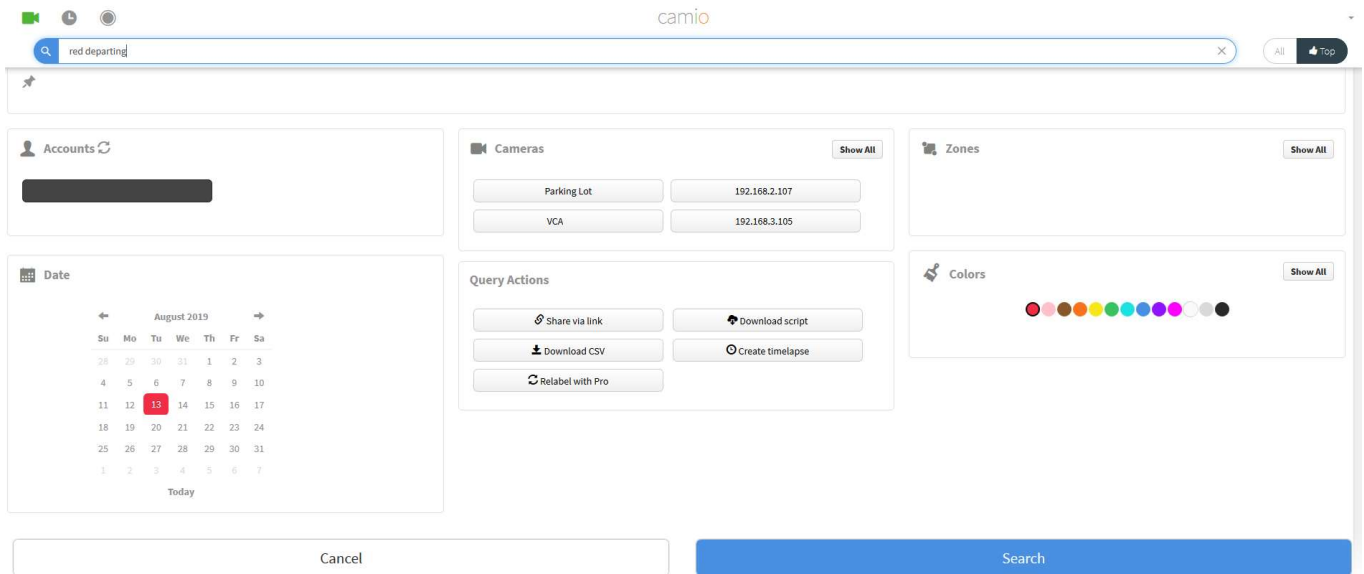 camio
red departing
All
Top
Accounts
Cameras
Show All
Parking Lot
192.168.2.107
VCA
192.168.3.105
Zones
Show All
Date
August 2019
Su Mo Tu We Th Fr Sa
28 29 30 31 1 2 3
4 5 6 7 8 9 10
11 12 13 14 15 16 17
18 19 20 21 22 23 24
25 26 27 28 29 30 31
1 2 3 4 5 6 7
Today
Query Actions
Share via link
Download script
Download CSV
Create timelapse
Relabel with Pro
Colors
Show All
Cancel
Search